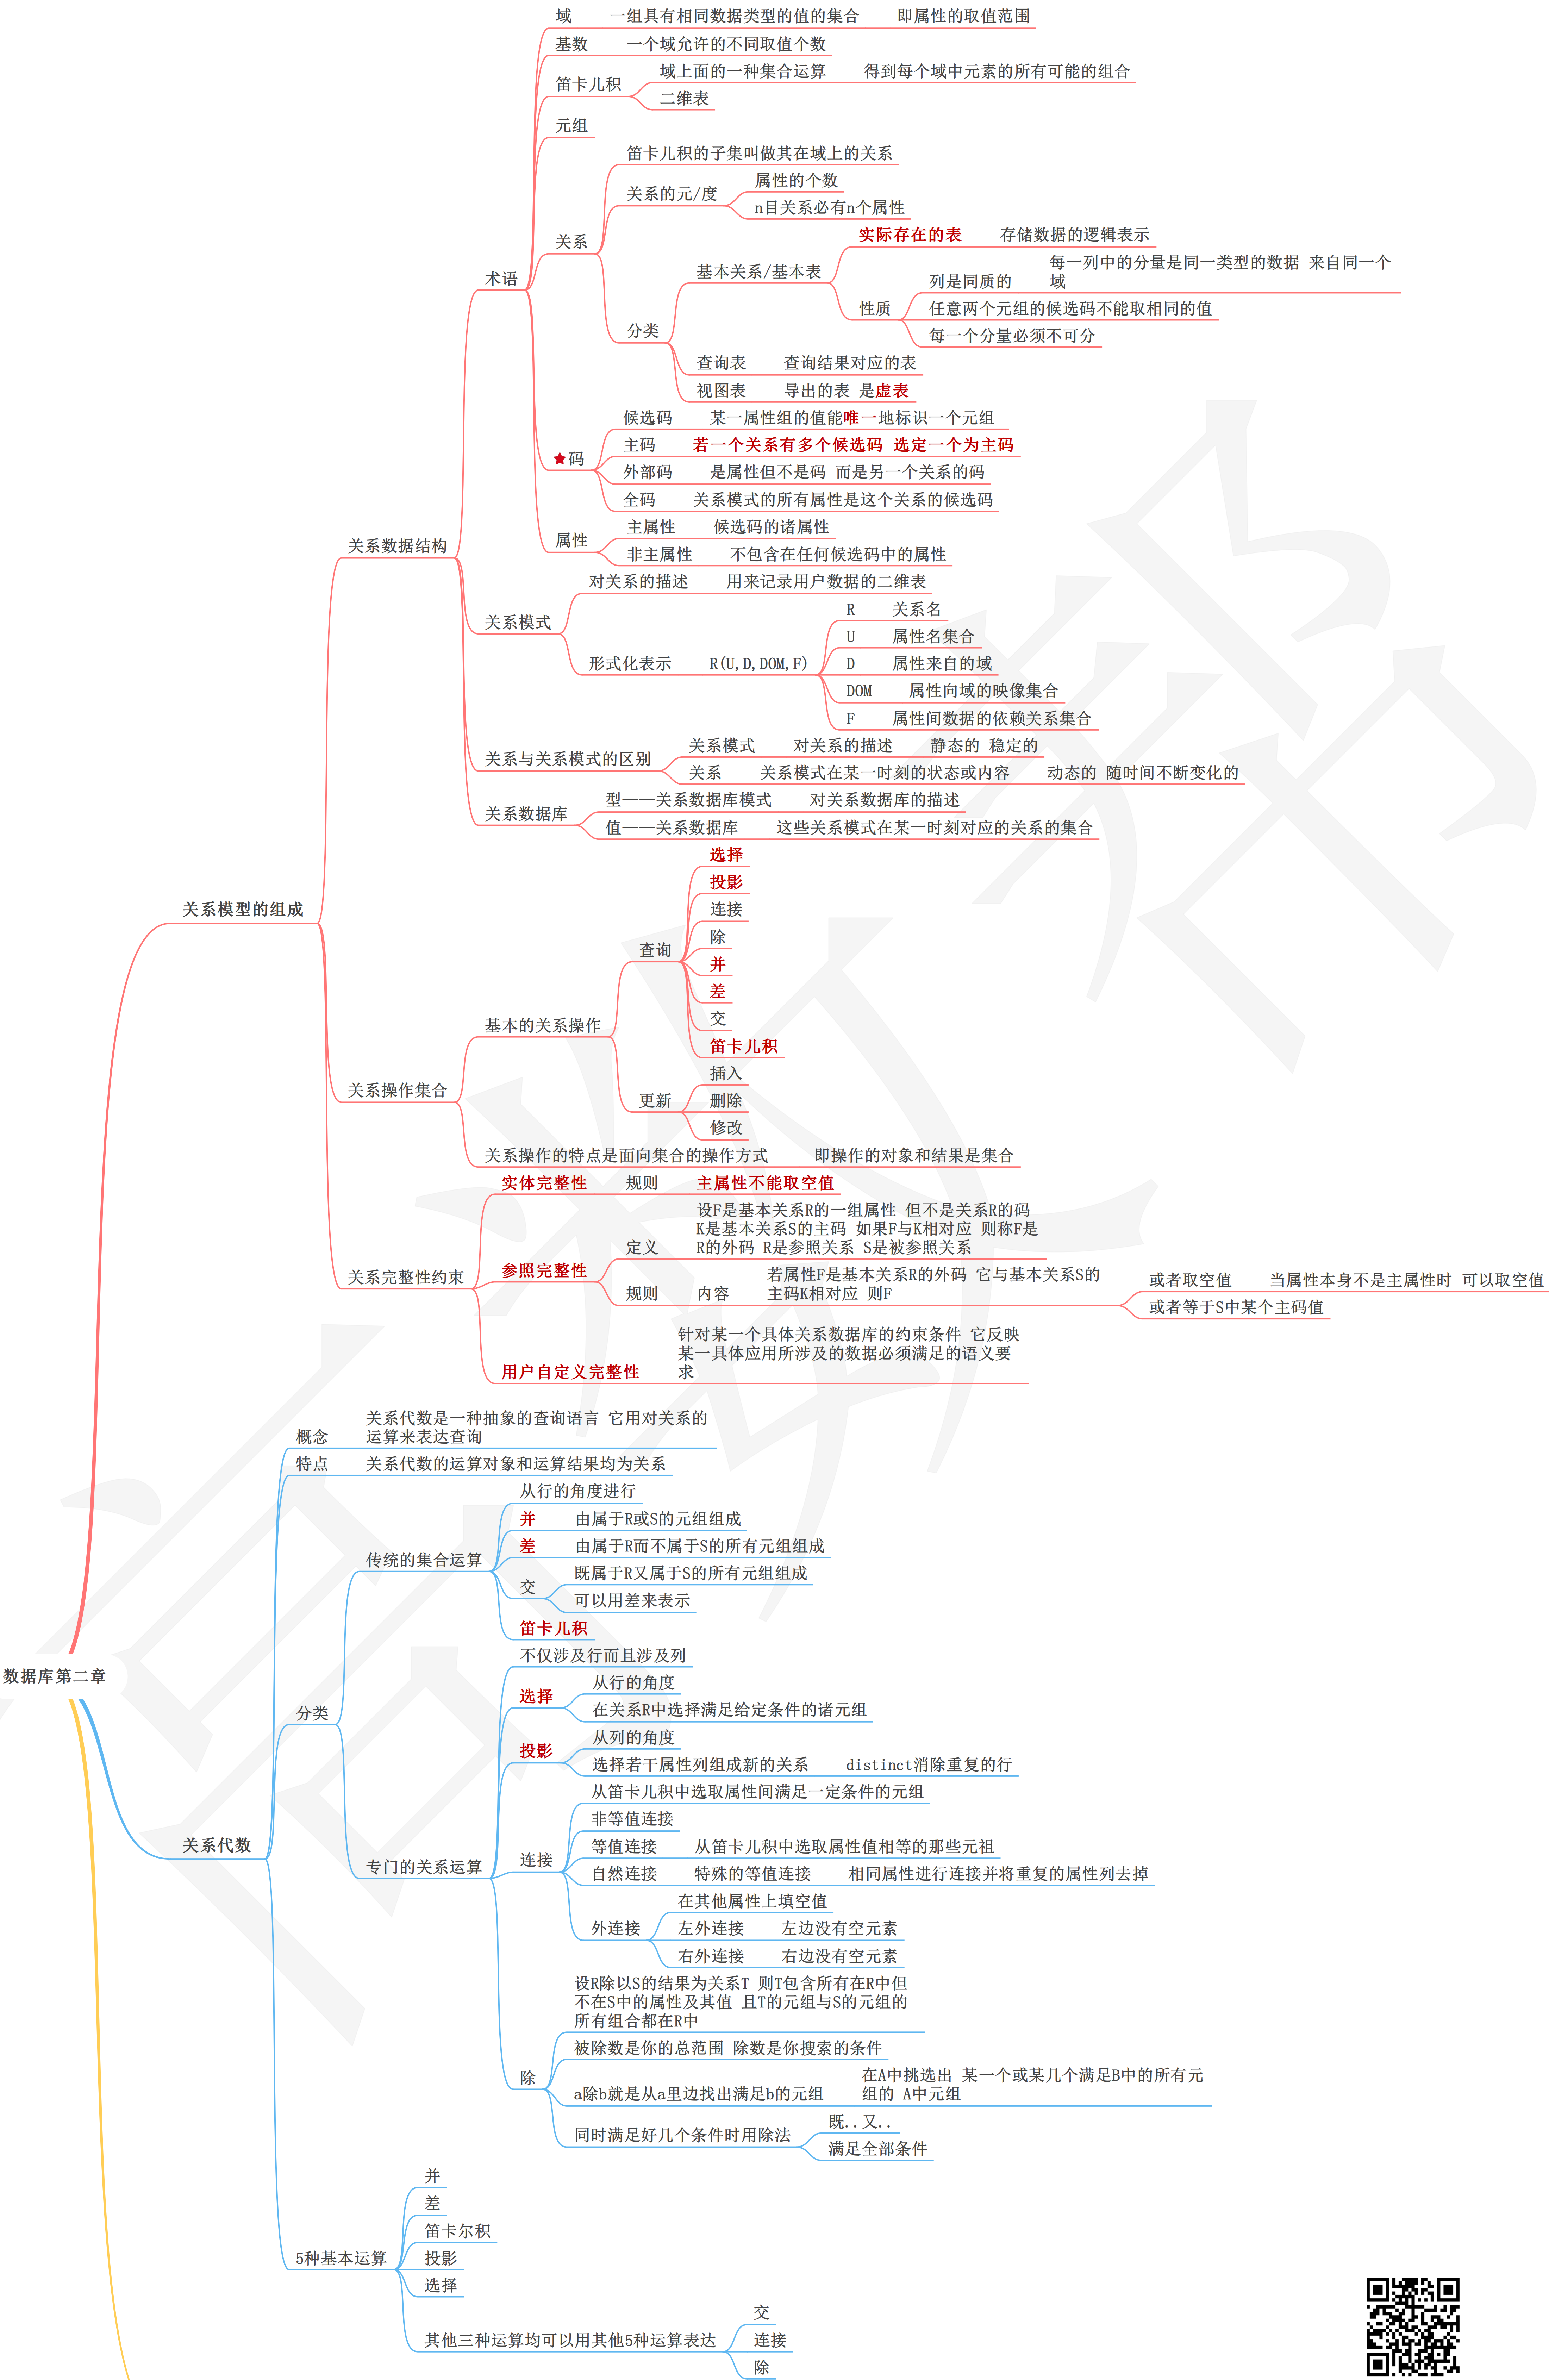 域 一组具有相同数据类型的值的集合 即属性的取值范围
基数 一个域允许的不同取值个数
域上面的一种集合运算 得到每个域中元素的所有可能的组合
笛卡儿积
二维表
元组
笛卡儿积的子集叫做其在域上的关系
属性的个数
关系的元/度
n目关系必有n个属性
实际存在的表 存储数据的逻辑表示
关系
每一列中的分量是同一类型的数据 来自同一个
域
基本关系/基本表
列是同质的
术语
性质
任意两个元组的候选码不能取相同的值
分类
每一个分量必须不可分
查询表 查询结果对应的表
视图表 导出的表 是虚表
候选码 某一属性组的值能唯一地标识一个元组
主码 若一个关系有多个候选码 选定一个为主码
码
外部码 是属性但不是码 而是另一个关系的码
全码 关系模式的所有属性是这个关系的候选码
主属性 候选码的诸属性
属性
关系数据结构
非主属性 不包含在任何候选码中的属性
对关系的描述 用来记录用户数据的二维表
R 关系名
关系模式
U 属性名集合
形式化表示 R(U,D,DOM,F)
D 属性来自的域
DOM 属性向域的映像集合
F 属性间数据的依赖关系集合
关系模式 对关系的描述 静态的 稳定的
关系与关系模式的区别
关系 关系模式在某一时刻的状态或内容 动态的 随时间不断变化的
型——关系数据库模式 对关系数据库的描述
关系数据库
值——关系数据库 这些关系模式在某一时刻对应的关系的集合
选择
投影
关系模型的组成
连接
除
查询
并
差
交
基本的关系操作
笛卡儿积
插入
关系操作集合
更新
删除
修改
关系操作的特点是面向集合的操作方式 即操作的对象和结果是集合
实体完整性 规则 主属性不能取空值
设F是基本关系R的一组属性 但不是关系R的码
K是基本关系S的主码 如果F与K相对应 则称F是
R的外码 R是参照关系 S是被参照关系
定义
参照完整性
关系完整性约束
若属性F是基本关系R的外码 它与基本关系S的
主码K相对应 则F
规则 内容
或者取空值 当属性本身不是主属性时 可以取空值
或者等于S中某个主码值
针对某一个具体关系数据库的约束条件 它反映
某一具体应用所涉及的数据必须满足的语义要
求
用户自定义完整性
关系代数是一种抽象的查询语言 它用对关系的
运算来表达查询
概念
特点 关系代数的运算对象和运算结果均为关系
从行的角度进行
并 由属于R或S的元组组成
差 由属于R而不属于S的所有元组组成
传统的集合运算
既属于R又属于S的所有元组组成
交
可以用差来表示
笛卡儿积
不仅涉及行而且涉及列
数据库第二章
从行的角度
选择
在关系R中选择满足给定条件的诸元组
分类
从列的角度
投影
选择若干属性列组成新的关系 distinct消除重复的行
从笛卡儿积中选取属性间满足一定条件的元组
非等值连接
关系代数
等值连接 从笛卡儿积中选取属性值相等的那些元祖
连接
专门的关系运算
自然连接 特殊的等值连接 相同属性进行连接并将重复的属性列去掉
在其他属性上填空值
外连接
左外连接 左边没有空元素
右外连接 右边没有空元素
设R除以S的结果为关系T 则T包含所有在R中但
不在S中的属性及其值 且T的元组与S的元组的
所有组合都在R中
被除数是你的总范围 除数是你搜索的条件
除
在A中挑选出 某一个或某几个满足B中的所有元
组的 A中元组
a除b就是从a里边找出满足b的元组
既..又..
同时满足好几个条件时用除法
满足全部条件
并
差
笛卡尔积
5种基本运算
投影
选择
交
其他三种运算均可以用其他5种运算表达
连接
除